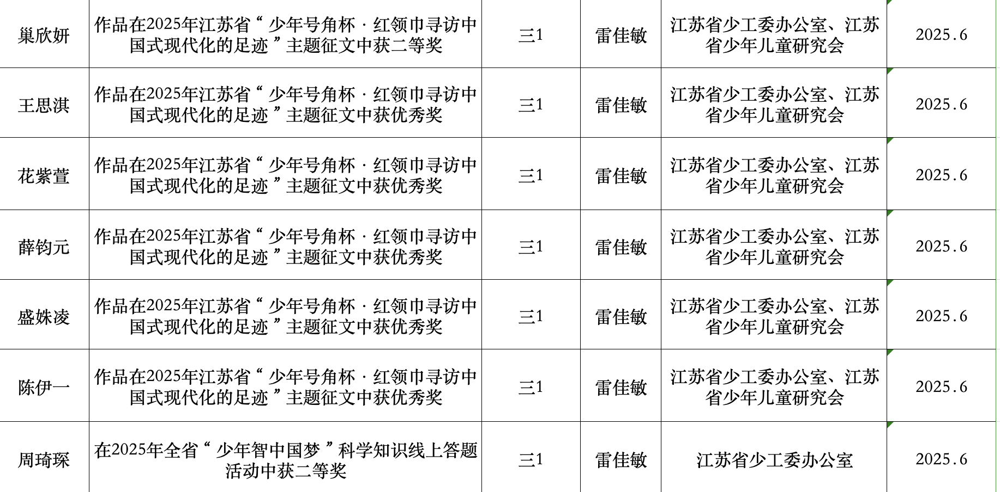 巢欣妍
作品在2025年江苏省“少年号角杯·红领巾寻访中
国式现代化的足迹”主题征文中获二等奖
三1
雷佳敏
江苏省少工委办公室、江苏
省少年儿童研究会
2025.6
王思淇
作品在2025年江苏省“少年号角杯·红领巾寻访中
国式现代化的足迹”主题征文中获优秀奖
三1
雷佳敏
江苏省少工委办公室、江苏
省少年儿童研究会
2025.6
花紫萱
作品在2025年江苏省“少年号角杯·红领巾寻访中
国式现代化的足迹”主题征文中获优秀奖
三1
雷佳敏
江苏省少工委办公室、江苏
省少年儿童研究会
2025.6
薛钧元
作品在2025年江苏省“少年号角杯·红领巾寻访中
国式现代化的足迹”主题征文中获优秀奖
三1
雷佳敏
江苏省少工委办公室、江苏
省少年儿童研究会
2025.6
盛姝凌
作品在2025年江苏省“少年号角杯·红领巾寻访中
国式现代化的足迹”主题征文中获优秀奖
三1
雷佳敏
江苏省少工委办公室、江苏
省少年儿童研究会
2025.6
陈伊一
作品在2025年江苏省“少年号角杯·红领巾寻访中
国式现代化的足迹”主题征文中获优秀奖
三1
雷佳敏
江苏省少工委办公室、江苏
省少年儿童研究会
2025.6
周琦琛
在2025年全省“少年智中国梦”科学知识线上答题
活动中获二等奖
三1
雷佳敏
江苏省少工委办公室
2025.6